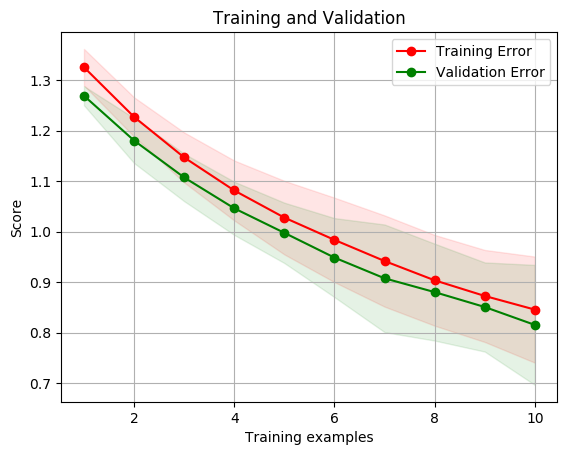 Training and Validation
Training Error
Validation Error
1.3
1.2
1.1
1.0
0.9
0.8
0.7
Score
2 4 6 8 10
Training examples